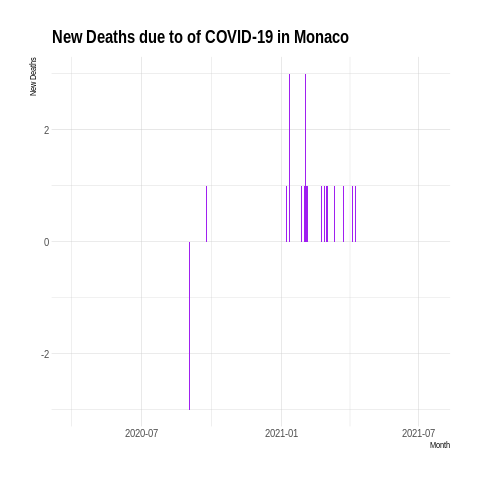 New Deaths due to of COVID-19 in Monaco
New Deaths
2
0
-2
2020-07
2021-01
2021-07
Month